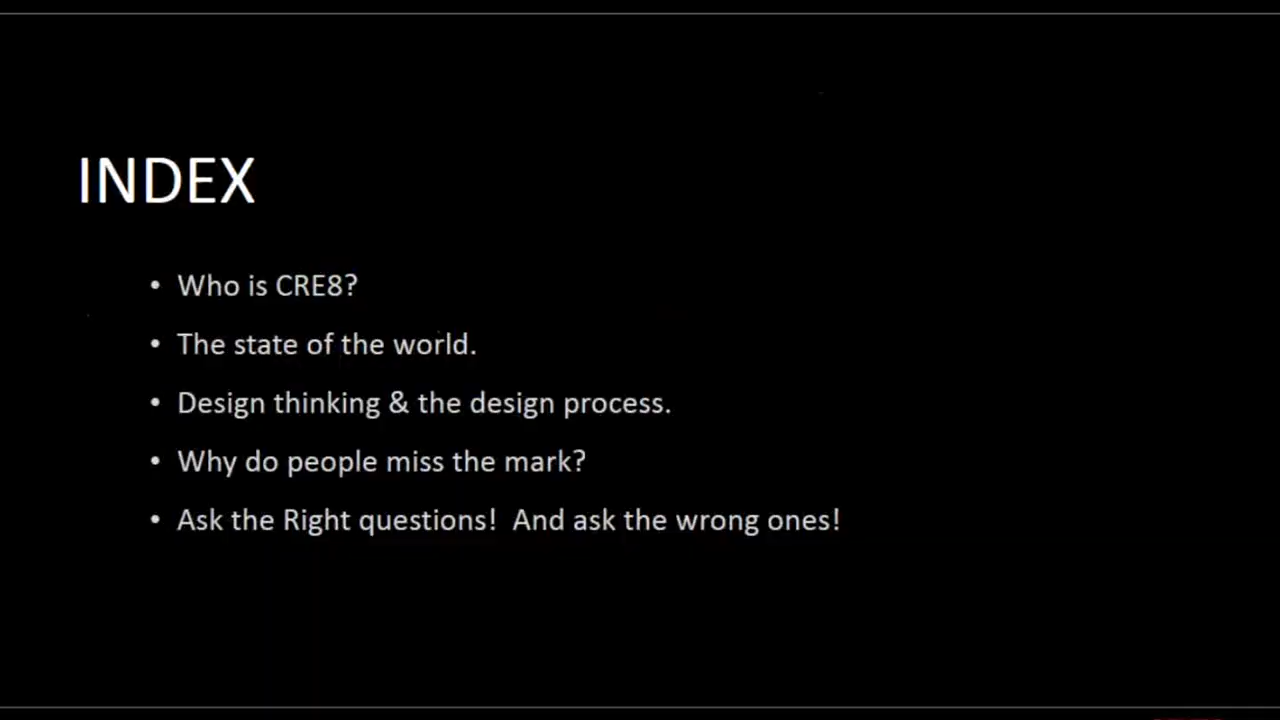 INDEX
• Who is CRE8?
• The state of the world.
• Design thinking & the design process.
• Why do people miss the mark?
• Ask the Right questions!  And ask the wrong ones!